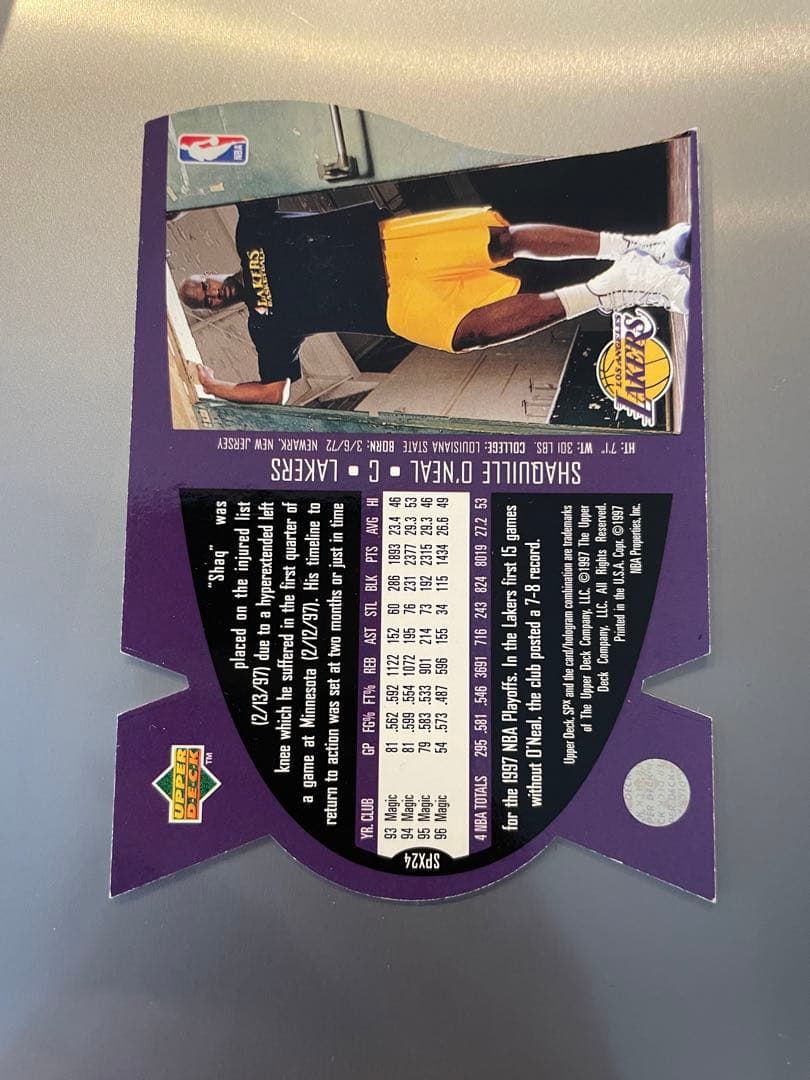 NBA
LAKERS
BASKETBALL
LOS ANGELES
LAKERS
SHAQUILLE O'NEAL • C • LAKERS
HT: 7'1" WT: 301 LBS. COLLEGE: LOUISIANA STATE BORN: 3/6/72 NEWARK, NEW JERSEY
"Shaq" was
placed on the injured list
(2/13/97) due to a hyperextended left
knee which he suffered in the first quarter of
a game at Minnesota (2/12/97). His timeline to
return to action was set at two months or just in time
YR. CLUB GP FG% FT% REB AST STL BLK PTS AVG HI
93 Magic 81 .562 .592 1122 152 60 286 1893 23.4 46
94 Magic 81 .599 .554 1072 195 76 231 2377 29.3 53
95 Magic 79 .583 .533 901 214 73 192 2315 29.3 46
96 Magic 54 .573 .487 596 155 34 115 1434 26.6 49
4 NBA TOTALS 295 .581 .546 3691 716 243 824 8019 27.2 53
for the 1997 NBA Playoffs. In the Lakers first 15 games
without O'Neal, the club posted a 7-8 record.
Upper Deck, SPx and the card/hologram combination are trademarks
of The Upper Deck Company, LLC. ©1997 The Upper
Deck Company, LLC. All Rights Reserved.
Printed in the U.S.A. Copr. ©1997
NBA Properties, Inc.
SPX24
UPPER
DECK
TM